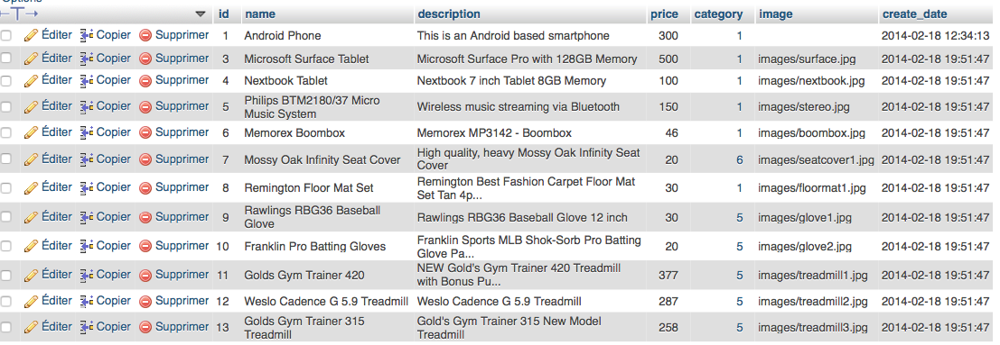 Options
id name description price category image create_date
Éditer Copier Supprimer 1 Android Phone This is an Android based smartphone 300 1 2014-02-18 12:34:13
Éditer Copier Supprimer 3 Microsoft Surface Tablet Microsoft Surface Pro with 128GB Memory 500 1 images/surface.jpg 2014-02-18 19:51:47
Éditer Copier Supprimer 4 Nextbook Tablet Nextbook 7 inch Tablet 8GB Memory 100 1 images/nextbook.jpg 2014-02-18 19:51:47
Éditer Copier Supprimer 5 Philips BTM2180/37 Micro Music System Wireless music streaming via Bluetooth 150 1 images/stereo.jpg 2014-02-18 19:51:47
Éditer Copier Supprimer 6 Memorex Boombox Memorex MP3142 - Boombox 46 1 images/boombox.jpg 2014-02-18 19:51:47
Éditer Copier Supprimer 7 Mossy Oak Infinity Seat Cover High quality, heavy Mossy Oak Infinity Seat Cover 20 6 images/seatcover1.jpg 2014-02-18 19:51:47
Éditer Copier Supprimer 8 Remington Floor Mat Set Remington Best Fashion Carpet Floor Mat Set Tan 4p... 30 1 images/floormat1.jpg 2014-02-18 19:51:47
Éditer Copier Supprimer 9 Rawlings RBG36 Baseball Glove Rawlings RBG36 Baseball Glove 12 inch 30 5 images/glove1.jpg 2014-02-18 19:51:47
Éditer Copier Supprimer 10 Franklin Pro Batting Gloves Franklin Sports MLB Shok-Sorb Pro Batting Glove Pa... 20 5 images/glove2.jpg 2014-02-18 19:51:47
Éditer Copier Supprimer 11 Golds Gym Trainer 420 NEW Gold's Gym Trainer 420 Treadmill with Bonus Pu... 377 5 images/treadmill1.jpg 2014-02-18 19:51:47
Éditer Copier Supprimer 12 Weslo Cadence G 5.9 Treadmill Weslo Cadence G 5.9 Treadmill 287 5 images/treadmill2.jpg 2014-02-18 19:51:47
Éditer Copier Supprimer 13 Golds Gym Trainer 315 Treadmill Gold's Gym Trainer 315 New Model Treadmill 258 5 images/treadmill3.jpg 2014-02-18 19:51:47